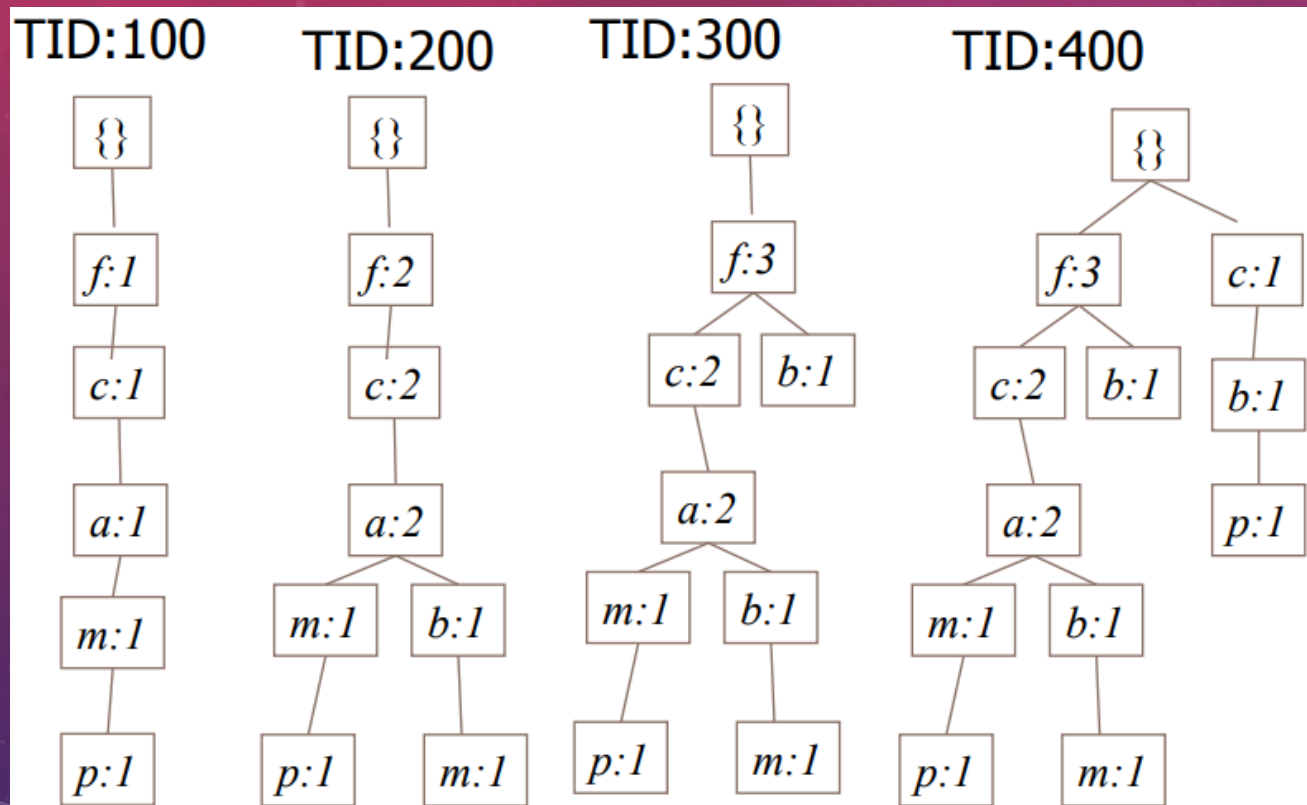 TID:100
{}
f:1
c:1
a:1
m:1
p:1
TID:200
{}
f:2
c:2
a:2
m:1 b:1
p:1 m:1
TID:300
{}
f:3
c:2 b:1
a:2
m:1 b:1
p:1 m:1
TID:400
{}
f:3 c:1
c:2 b:1 b:1
a:2 p:1
m:1 b:1
p:1 m:1